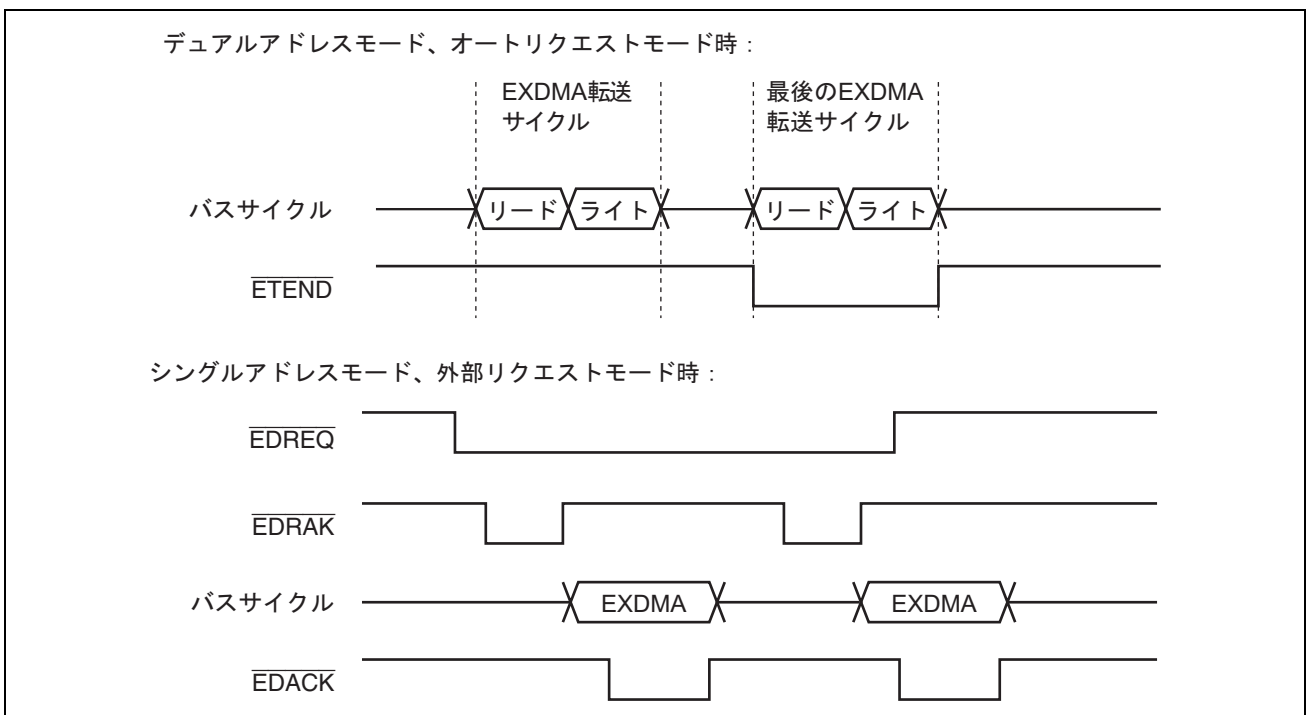 デュアルアドレスモード、オートリクエストモード時：
EXDMA転送
サイクル
最後のEXDMA
転送サイクル
バスサイクル
リード ライト リード ライト
ETEND
シングルアドレスモード、外部リクエストモード時：
EDREQ
EDRAK
バスサイクル
EXDMA EXDMA
EDACK